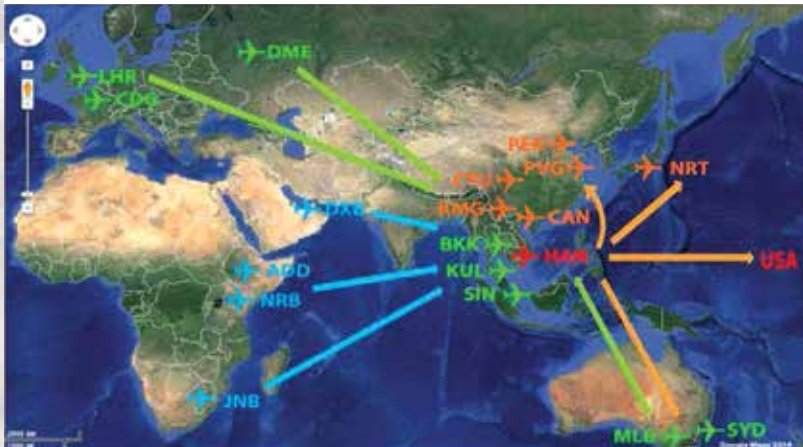 DME
LHR
CDG
PEK
PVG
NRT
CTU
KMG
CAN
DXB
BKK
HAN
USA
ADD
KUL
NRB
SIN
JNB
MLB
SYD